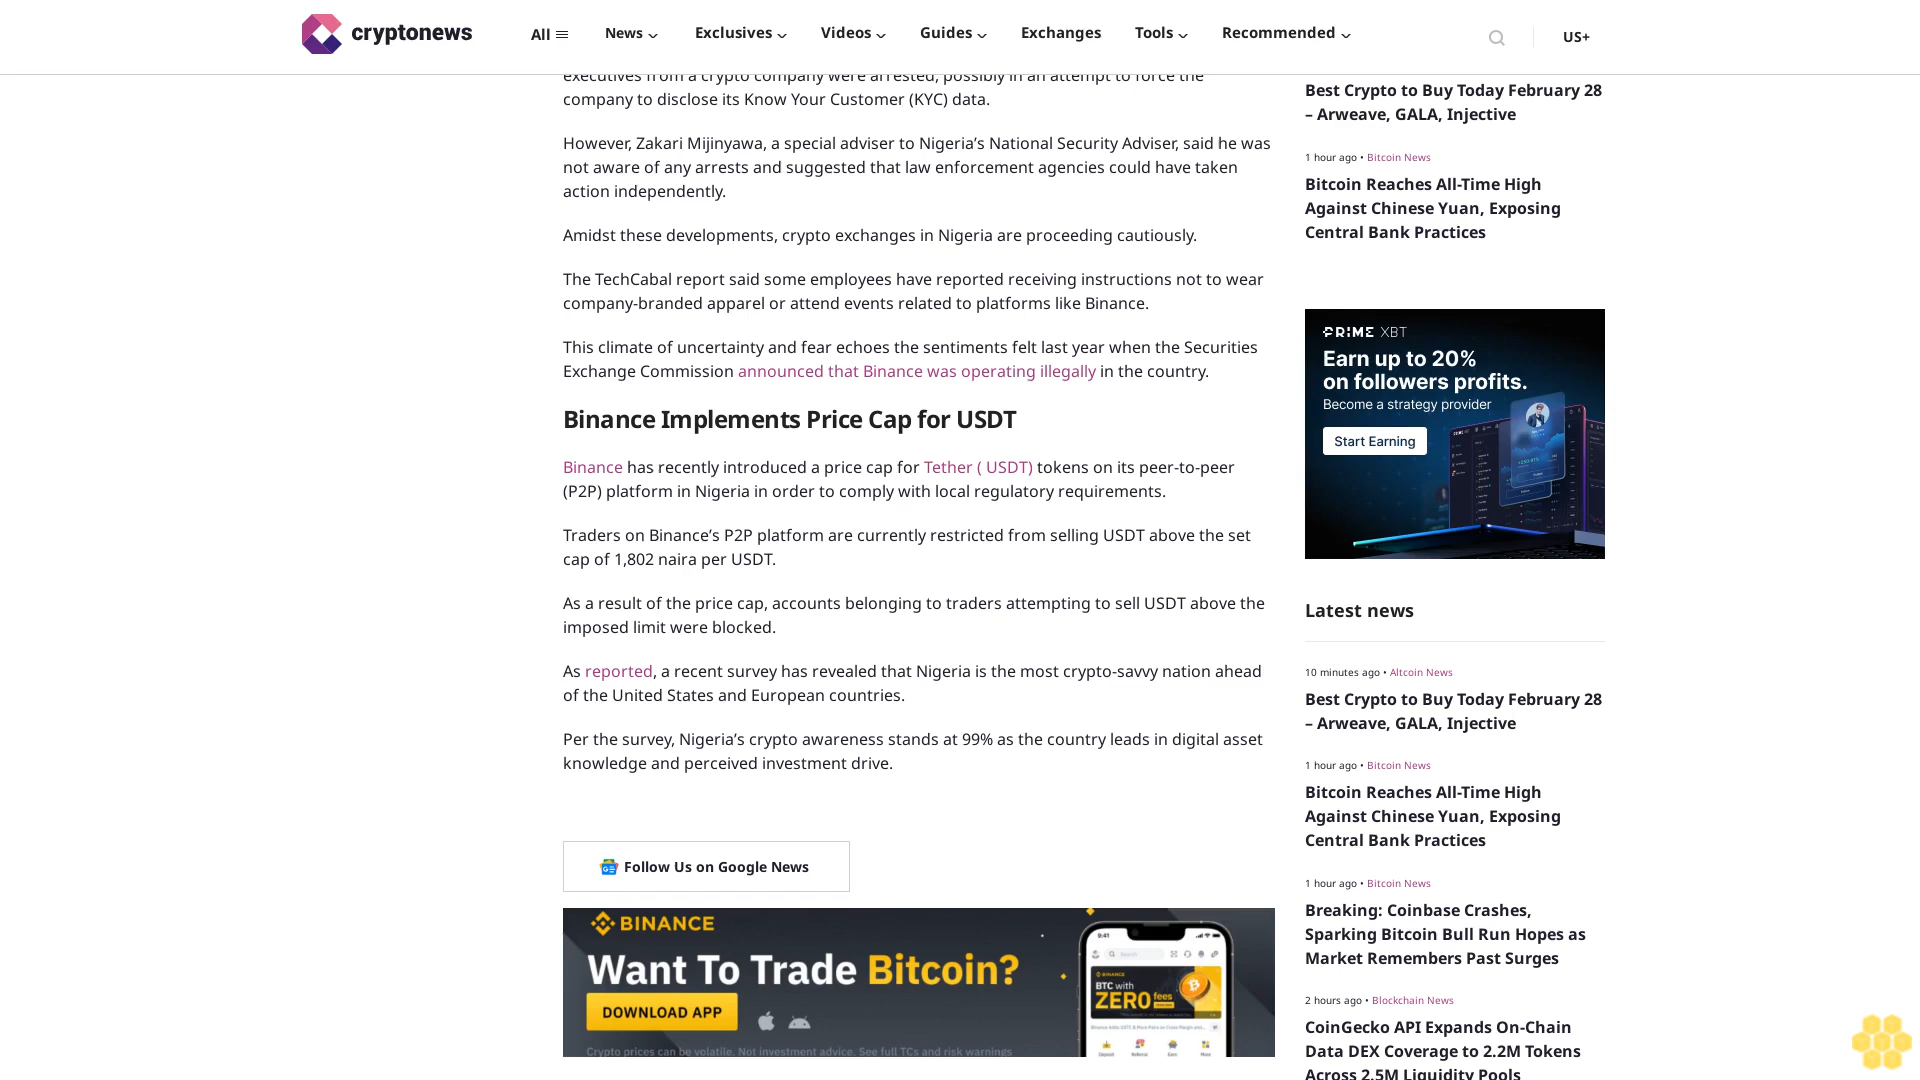 cryptonews
All
News
Exclusives
Videos
Guides
Exchanges
Tools
Recommended
US+
executives from a crypto company were arrested, possibly in an attempt to force the
company to disclose its Know Your Customer (KYC) data.
However, Zakari Mijinyawa, a special adviser to Nigeria’s National Security Adviser, said he was
not aware of any arrests and suggested that law enforcement agencies could have taken
action independently.
Amidst these developments, crypto exchanges in Nigeria are proceeding cautiously.
The TechCabal report said some employees have reported receiving instructions not to wear
company-branded apparel or attend events related to platforms like Binance.
This climate of uncertainty and fear echoes the sentiments felt last year when the Securities
Exchange Commission announced that Binance was operating illegally in the country.
Binance Implements Price Cap for USDT
Binance has recently introduced a price cap for Tether ( USDT) tokens on its peer-to-peer
(P2P) platform in Nigeria in order to comply with local regulatory requirements.
Traders on Binance’s P2P platform are currently restricted from selling USDT above the set
cap of 1,802 naira per USDT.
As a result of the price cap, accounts belonging to traders attempting to sell USDT above the
imposed limit were blocked.
As reported, a recent survey has revealed that Nigeria is the most crypto-savvy nation ahead
of the United States and European countries.
Per the survey, Nigeria’s crypto awareness stands at 99% as the country leads in digital asset
knowledge and perceived investment drive.
Follow Us on Google News
BINANCE
Want To Trade Bitcoin?
DOWNLOAD APP
Crypto prices can be volatile. Not investment advice. See full TCs and risk warnings
9:41
Search
BINANCE
BTC with
ZERO fees
Deposit
Referral
Earn
More
Best Crypto to Buy Today February 28
– Arweave, GALA, Injective
1 hour ago • Bitcoin News
Bitcoin Reaches All-Time High
Against Chinese Yuan, Exposing
Central Bank Practices
PRIME XBT
Earn up to 20%
on followers profits.
Become a strategy provider
Start Earning
Latest news
10 minutes ago • Altcoin News
Best Crypto to Buy Today February 28
– Arweave, GALA, Injective
1 hour ago • Bitcoin News
Bitcoin Reaches All-Time High
Against Chinese Yuan, Exposing
Central Bank Practices
1 hour ago • Bitcoin News
Breaking: Coinbase Crashes,
Sparking Bitcoin Bull Run Hopes as
Market Remembers Past Surges
2 hours ago • Blockchain News
CoinGecko API Expands On-Chain
Data DEX Coverage to 2.2M Tokens
Across 2.5M Liquidity Pools